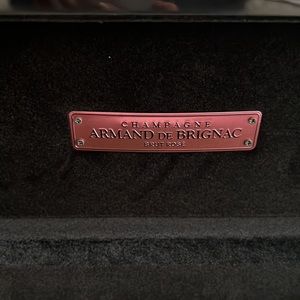 CHAMPAGNE
ARMAND DE BRIGNAC
BRUT ROSÉ